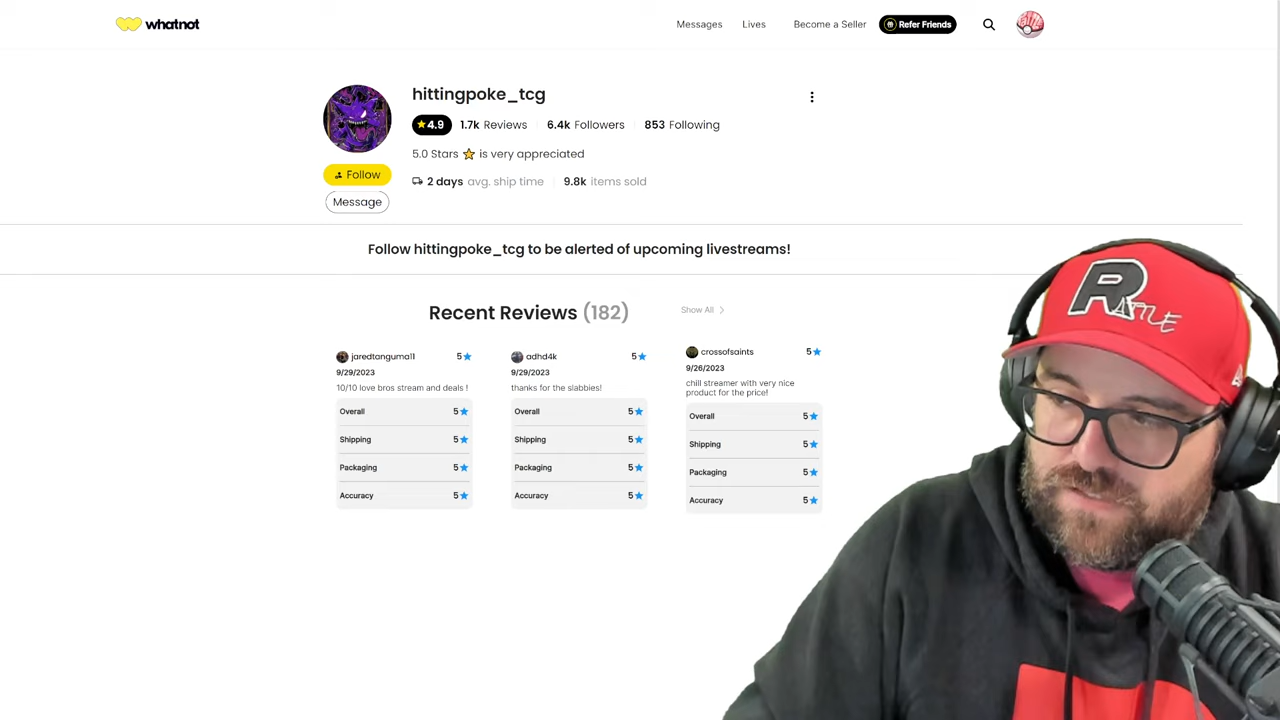 whatnot
Messages Lives Become a Seller Refer Friends
hittingpoke_tcg
4.9 1.7k Reviews 6.4k Followers 853 Following
5.0 Stars ⭐ is very appreciated
Follow
2 days avg. ship time 9.8k items sold
Message
Follow hittingpoke_tcg to be alerted of upcoming livestreams!
Recent Reviews (182) Show All
jaredtanguma11 5
9/29/2023
10/10 love bros stream and deals !
Overall 5
Shipping 5
Packaging 5
Accuracy 5
adhd4k 5
9/29/2023
thanks for the slabbies!
Overall 5
Shipping 5
Packaging 5
Accuracy 5
crossofsaints 5
9/26/2023
chill streamer with very nice
product for the price!
Overall 5
Shipping 5
Packaging 5
Accuracy 5
RATTLE